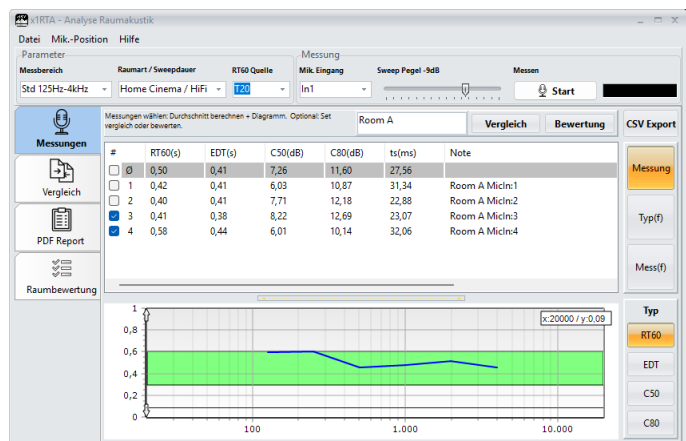 x1RTA - Analyse Raumakustik
Datei Mik.-Position Hilfe
Parameter Messung
Messbereich Raumart / Sweepdauer RT60 Quelle Mik. Eingang Sweep Pegel -9dB Messen
Std 125Hz-4kHz Home Cinema / HiFi T20 In1 Start
Messungen
Vergleich
PDF Report
Raumbewertung
Messungen wählen: Durchschnitt berechnen + Diagramm. Optional: Set
vergleich oder bewerten.
Room A Vergleich Bewertung CSV Export
# RT60(s) EDT(s) C50(dB) C80(dB) ts(ms) Note
Ø 0,50 0,41 7,26 11,60 27,56
1 0,42 0,41 6,03 10,87 31,34 Room A MicIn:1
2 0,40 0,41 7,71 12,18 22,88 Room A MicIn:2
3 0,41 0,38 8,22 12,69 23,07 Room A MicIn:3
4 0,58 0,44 6,01 10,14 32,06 Room A MicIn:4
Messung
Typ(f)
Mess(f)
x:20000 / y:0,09
1
0,8
0,6
0,4
0,2
0
100 1.000 10.000
Typ
RT60
EDT
C50
C80